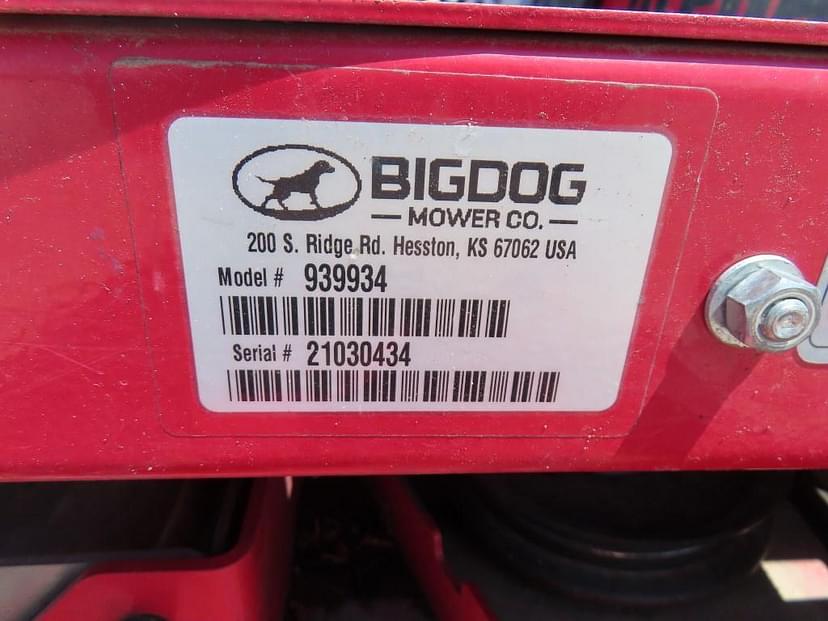 BIGDOG
MOWER CO.
200 S. Ridge Rd. Hesston, KS 67062 USA
Model # 939934
Serial # 21030434